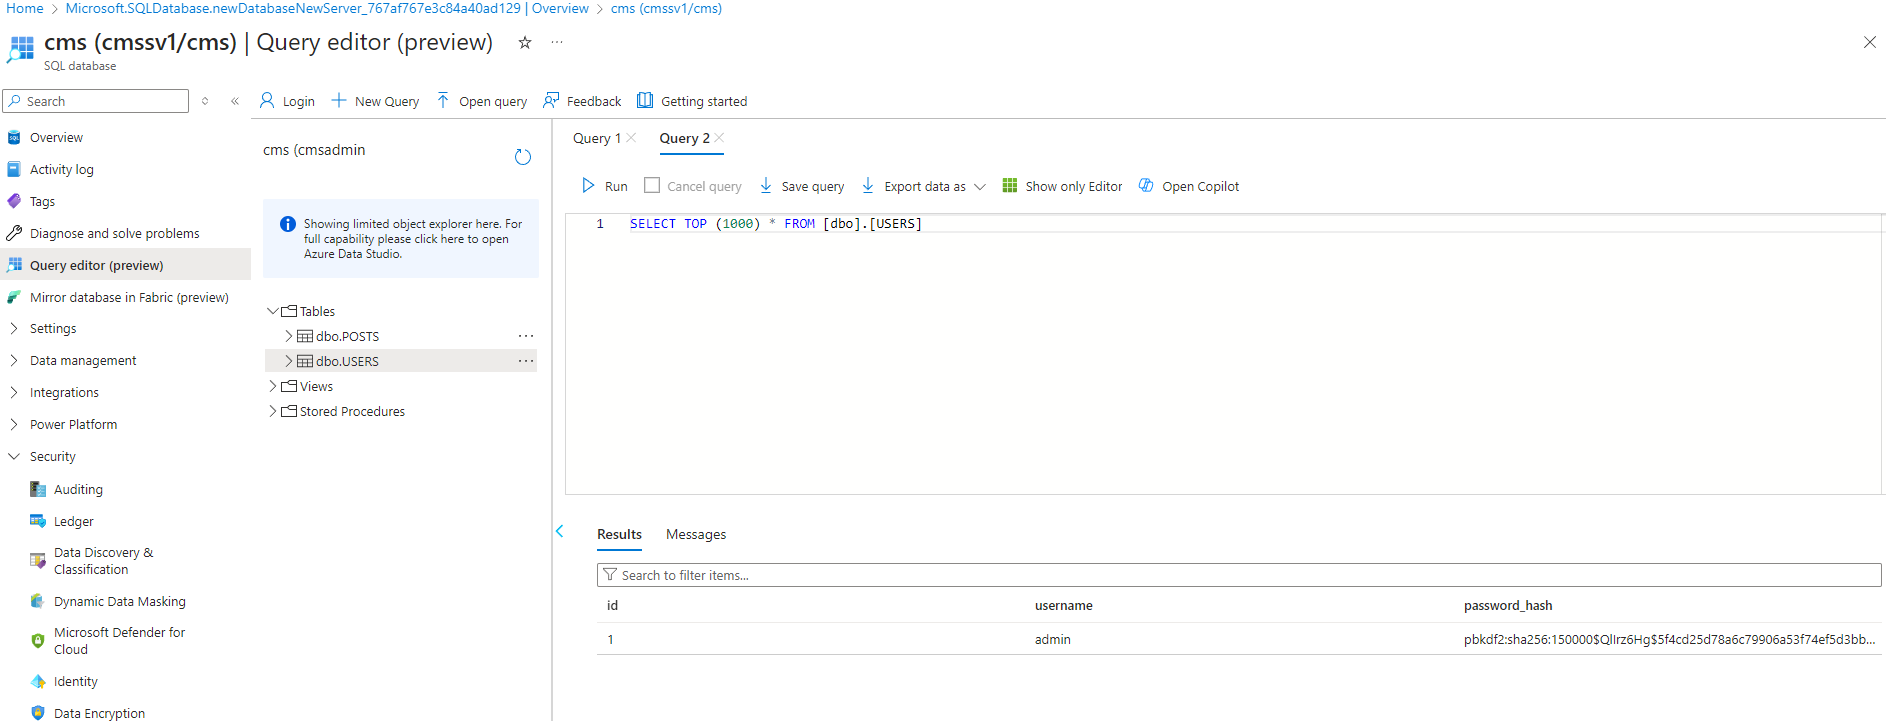 Home > Microsoft.SQLDatabase.newDatabaseNewServer_767af767e3c84a40ad129 | Overview > cms (cmssv1/cms)
cms (cmssv1/cms) | Query editor (preview)
SQL database
Search
Login
New Query
Open query
Feedback
Getting started
Overview
Activity log
Tags
Diagnose and solve problems
Query editor (preview)
Mirror database in Fabric (preview)
Settings
Data management
Integrations
Power Platform
Security
Auditing
Ledger
Data Discovery &
Classification
Dynamic Data Masking
Microsoft Defender for
Cloud
Identity
Data Encryption
cms (cmsadmin
Showing limited object explorer here. For
full capability please click here to open
Azure Data Studio.
Tables
dbo.POSTS
dbo.USERS
Views
Stored Procedures
Query 1
Query 2
Run
Cancel query
Save query
Export data as
Show only Editor
Open Copilot
1 SELECT TOP (1000) * FROM [dbo].[USERS]
Results
Messages
Search to filter items...
id username password_hash
1 admin pbkdf2:sha256:150000$QlIrz6Hg$5f4cd25d78a6c79906a53f74ef5d3bb...